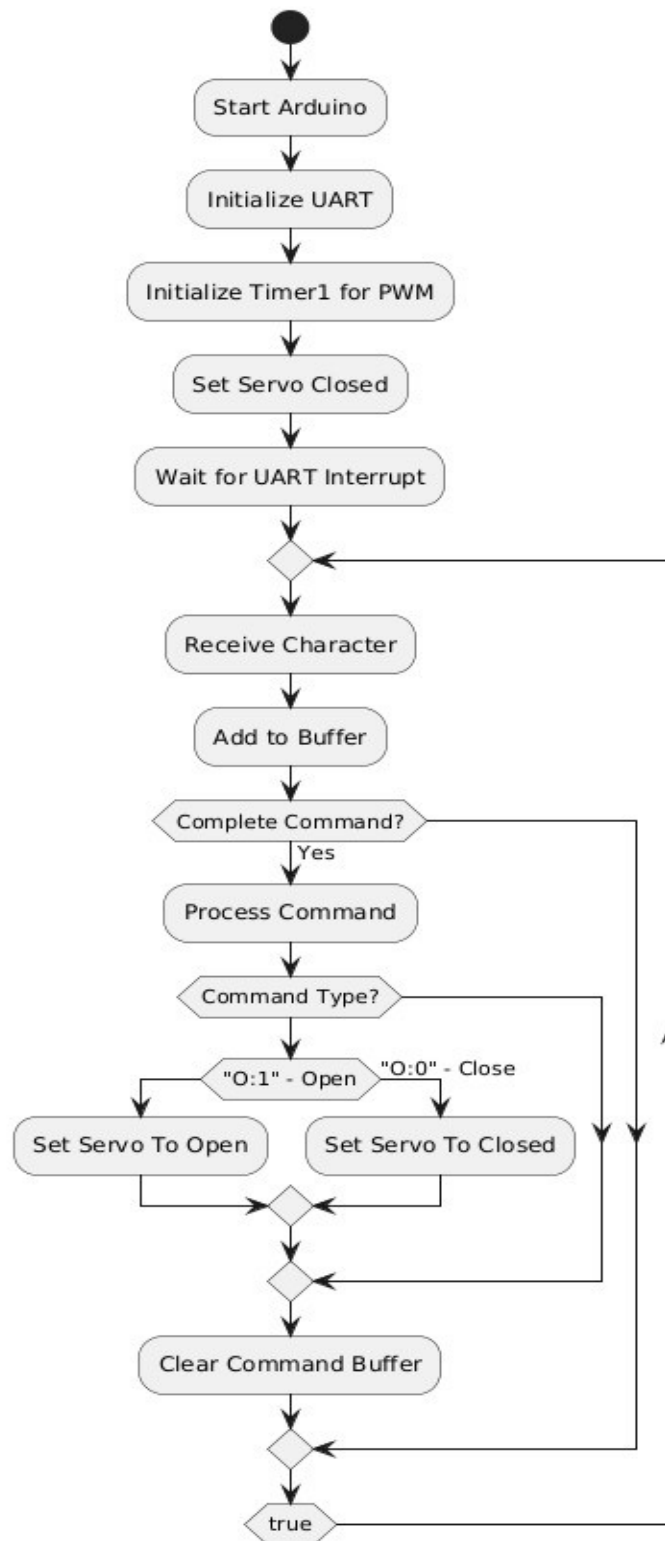 Start Arduino
Initialize UART
Initialize Timer1 for PWM
Set Servo Closed
Wait for UART Interrupt
Receive Character
Add to Buffer
Complete Command?
Yes
Process Command
Command Type?
"O:1" - Open
"O:0" - Close
Set Servo To Open
Set Servo To Closed
Clear Command Buffer
true